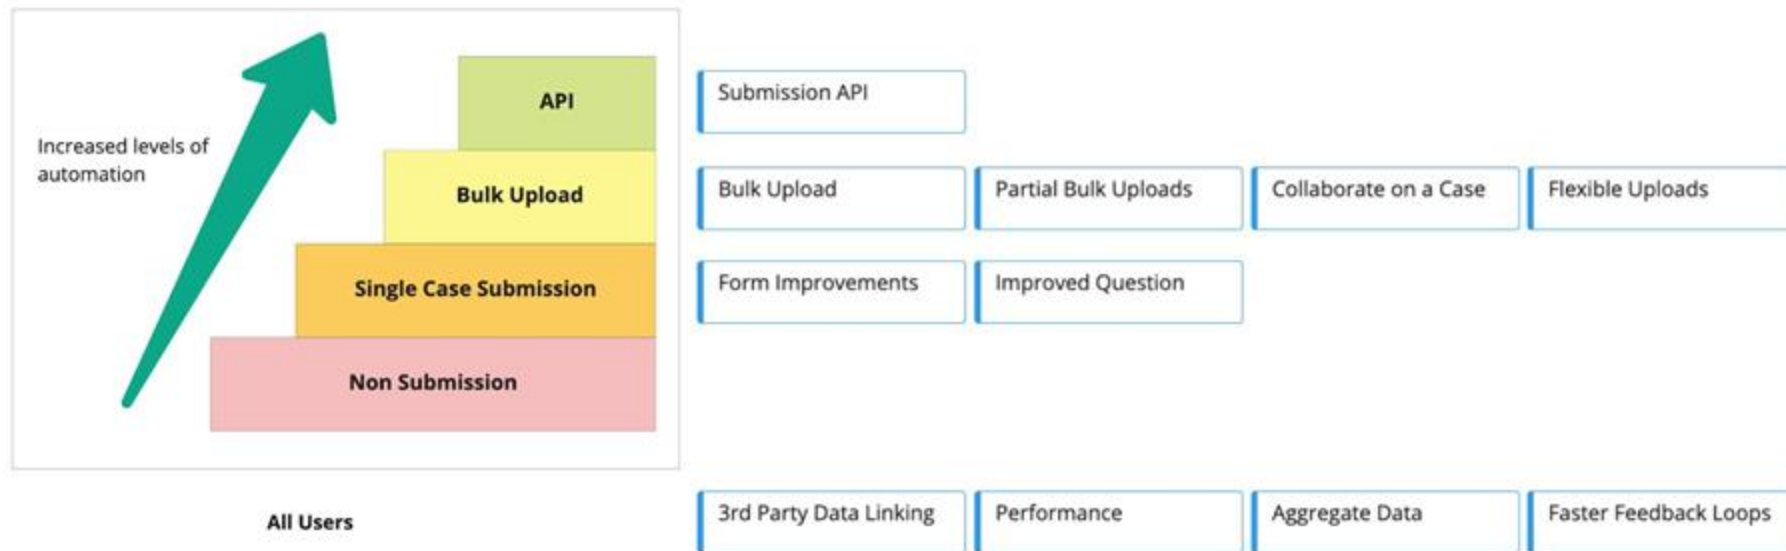 Increased levels of
automation
API
Bulk Upload
Single Case Submission
Non Submission
All Users
Submission API
Bulk Upload
Partial Bulk Uploads
Collaborate on a Case
Flexible Uploads
Form Improvements
Improved Question
3rd Party Data Linking
Performance
Aggregate Data
Faster Feedback Loops